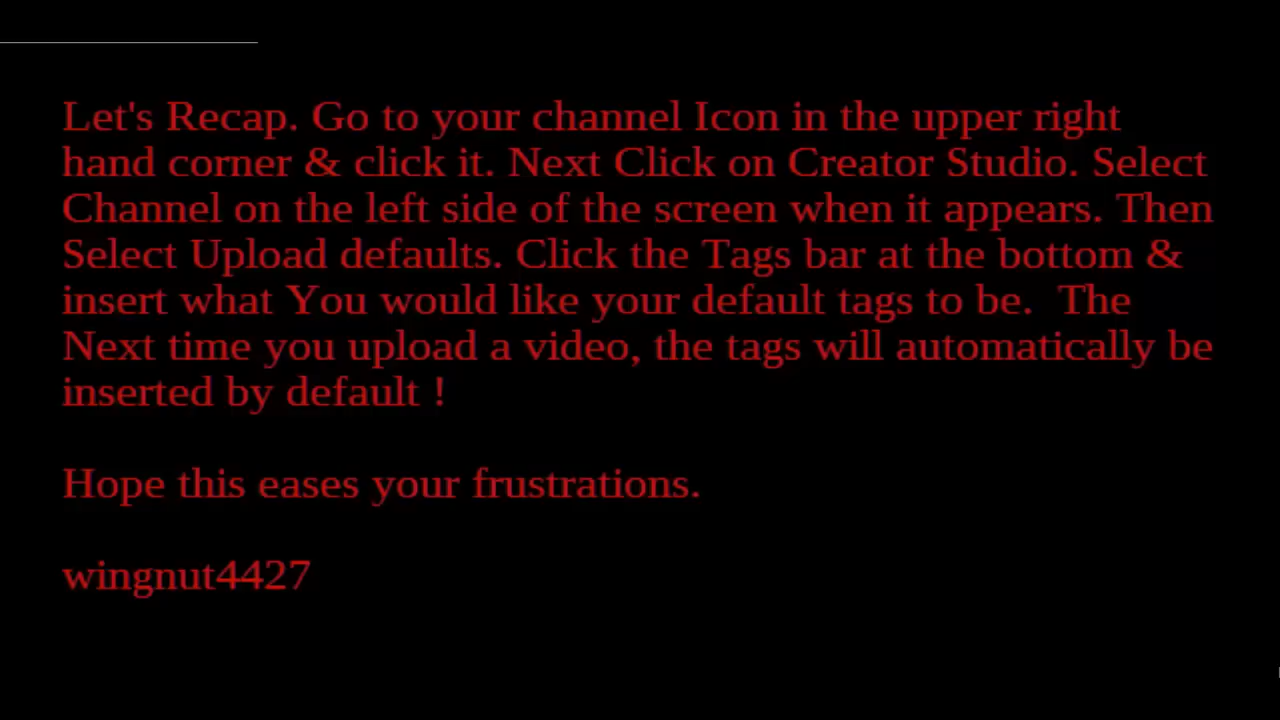 Let's Recap. Go to your channel Icon in the upper right
hand corner & click it. Next Click on Creator Studio. Select
Channel on the left side of the screen when it appears. Then
Select Upload defaults. Click the Tags bar at the bottom &
insert what You would like your default tags to be.  The
Next time you upload a video, the tags will automatically be
inserted by default !
Hope this eases your frustrations.
wingnut4427